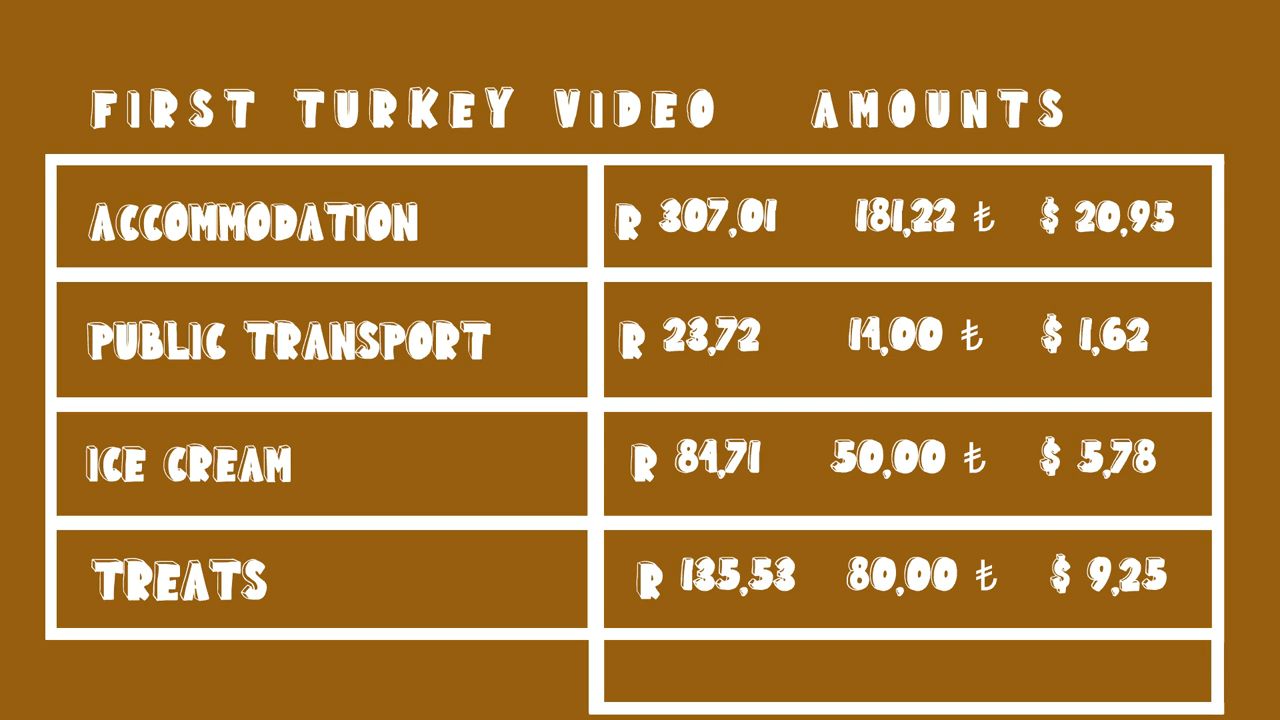 FIRST TURKEY VIDEO AMOUNTS
ACCOMMODATION R 307,01 181,22 ₺ $ 20,95
PUBLIC TRANSPORT R 23,72 14,00 ₺ $ 1,62
ICE CREAM R 84,71 50,00 ₺ $ 5,78
TREATS R 135,53 80,00 ₺ $ 9,25